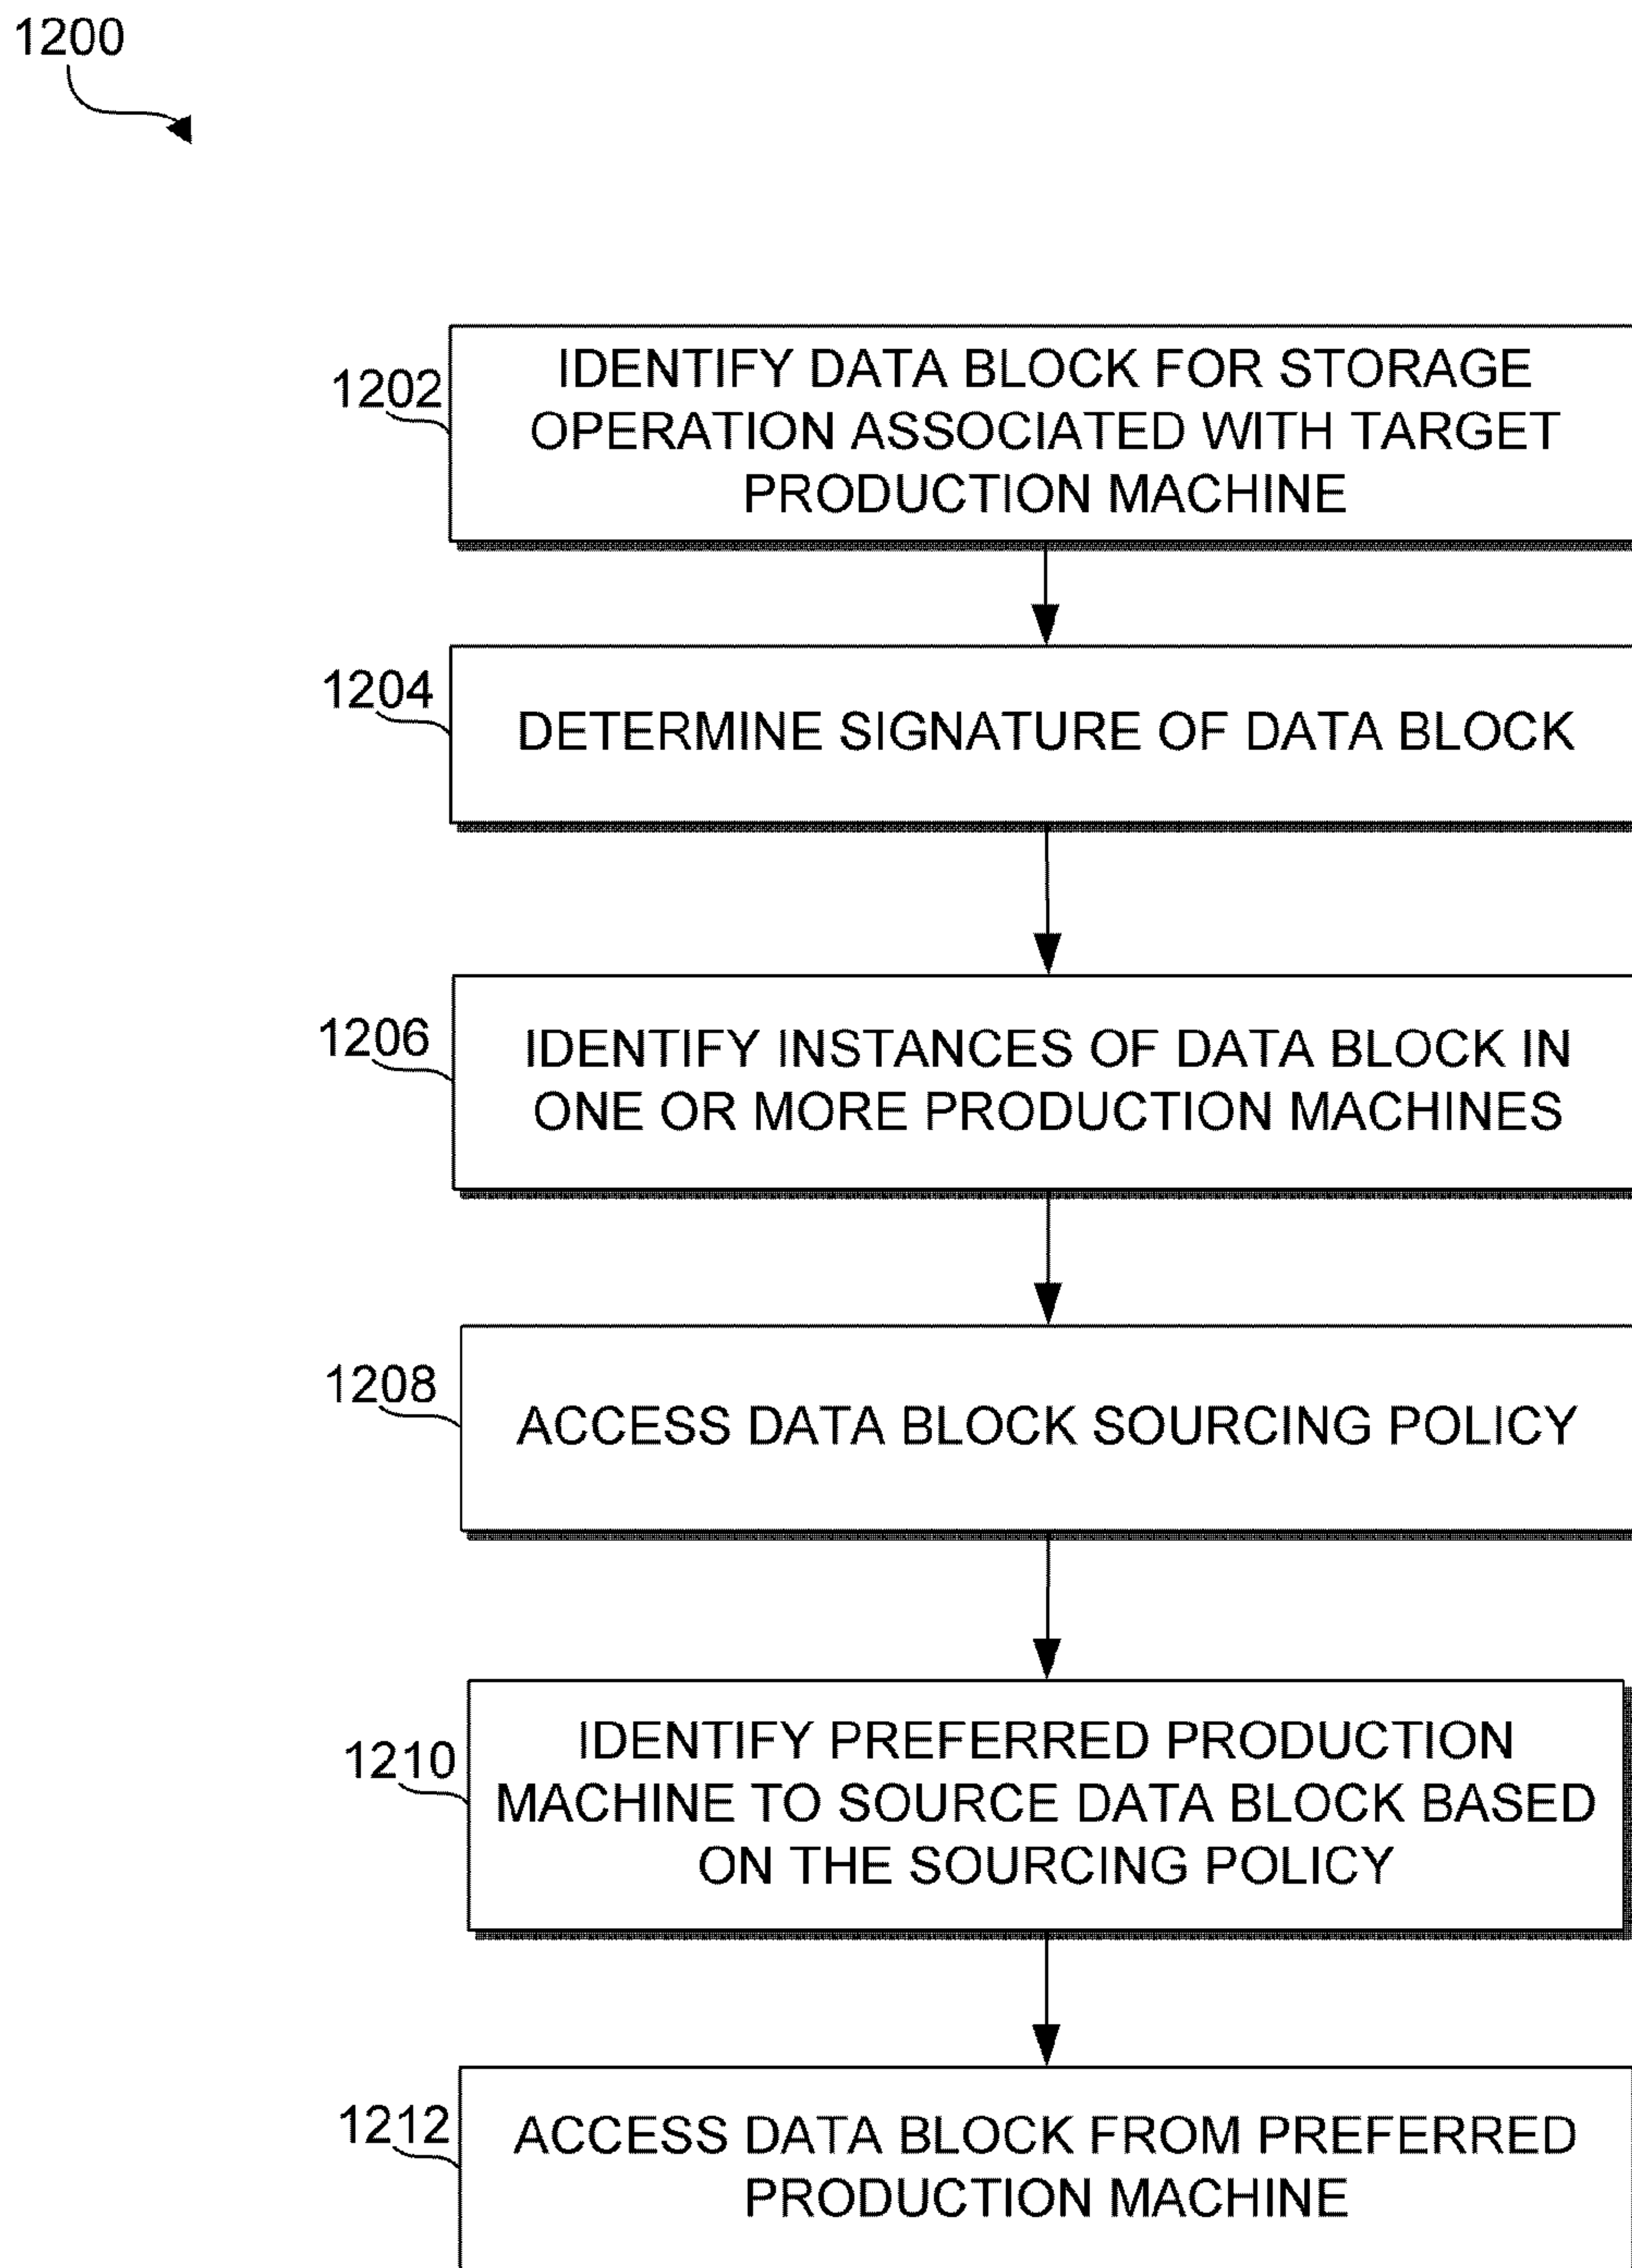 1200
1202
IDENTIFY DATA BLOCK FOR STORAGE
OPERATION ASSOCIATED WITH TARGET
PRODUCTION MACHINE
1204
DETERMINE SIGNATURE OF DATA BLOCK
1206
IDENTIFY INSTANCES OF DATA BLOCK IN
ONE OR MORE PRODUCTION MACHINES
1208
ACCESS DATA BLOCK SOURCING POLICY
1210
IDENTIFY PREFERRED PRODUCTION
MACHINE TO SOURCE DATA BLOCK BASED
ON THE SOURCING POLICY
1212
ACCESS DATA BLOCK FROM PREFERRED
PRODUCTION MACHINE